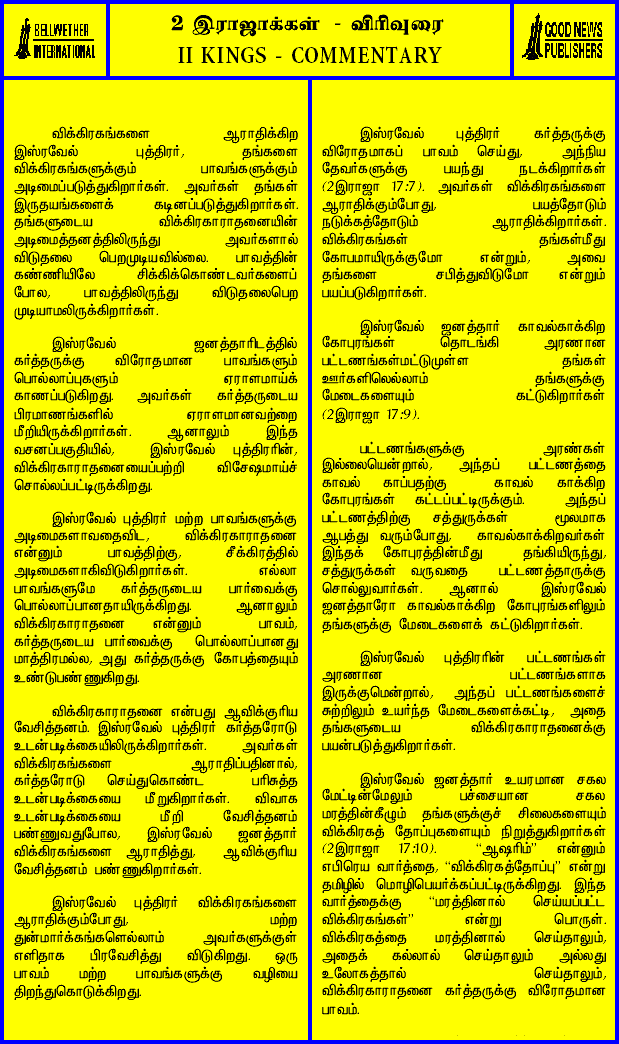 BELLWETHER
INTERNATIONAL
2 இராஜாக்கள் - விரிவுரை
II KINGS - COMMENTARY
GOOD NEWS
PUBLISHERS
விக்கிரகங்களை ஆராதிக்கிற
இஸ்ரவேல் புத்திரர், தங்களை
விக்கிரகங்களுக்கும் பாவங்களுக்கும்
அடிமைப்படுத்துகிறார்கள். அவர்கள் தங்கள்
இருதயங்களைக் கடினப்படுத்துகிறார்கள்.
தங்களுடைய விக்கிரகாராதனையின்
அடிமைத்தனத்திலிருந்து அவர்களால்
விடுதலை பெறமுடியவில்லை. பாவத்தின்
கண்ணியிலே சிக்கிக்கொண்டவர்களைப்
போல, பாவத்திலிருந்து விடுதலைபெற
முடியாமலிருக்கிறார்கள்.
இஸ்ரவேல் ஜனத்தாரிடத்தில்
கர்த்தருக்கு விரோதமான பாவங்களும்
பொல்லாப்புகளும் ஏராளமாய்க்
காணப்படுகிறது. அவர்கள் கர்த்தருடைய
பிரமாணங்களில் ஏராளமானவற்றை
மீறியிருக்கிறார்கள். ஆனாலும் இந்த
வசனப்பகுதியில், இஸ்ரவேல் புத்திரரின்,
விக்கிரகாராதனையைப்பற்றி விசேஷமாய்ச்
சொல்லப்பட்டிருக்கிறது.
இஸ்ரவேல் புத்திரர் மற்ற பாவங்களுக்கு
அடிமைகளாவதைவிட, விக்கிரகாராதனை
என்னும் பாவத்திற்கு, சீக்கிரத்தில்
அடிமைகளாகிவிடுகிறார்கள். எல்லா
பாவங்களுமே கர்த்தருடைய பார்வைக்கு
பொல்லாப்பானதாயிருக்கிறது. ஆனாலும்
விக்கிரகாராதனை என்னும் பாவம்,
கர்த்தருடைய பார்வைக்கு பொல்லாப்பானது
மாத்திரமல்ல, அது கர்த்தருக்கு கோபத்தையும்
உண்டுபண்ணுகிறது.
விக்கிரகாராதனை என்பது ஆவிக்குரிய
வேசித்தனம். இஸ்ரவேல் புத்திரர் கர்த்தரோடு
உடன்படிக்கையிலிருக்கிறார்கள். அவர்கள்
விக்கிரகங்களை ஆராதிப்பதினால்,
கர்த்தரோடு செய்துகொண்ட பரிசுத்த
உடன்படிக்கையை மீறுகிறார்கள். விவாக
உடன்படிக்கையை மீறி வேசித்தனம்
பண்ணுவதுபோல, இஸ்ரவேல் ஜனத்தார்
விக்கிரகங்களை ஆராதித்து, ஆவிக்குரிய
வேசித்தனம் பண்ணுகிறார்கள்.
இஸ்ரவேல் புத்திரர் விக்கிரகங்களை
ஆராதிக்கும்போது, மற்ற
துன்மார்க்கங்களெல்லாம் அவர்களுக்குள்
எளிதாக பிரவேசித்து விடுகிறது. ஒரு
பாவம் மற்ற பாவங்களுக்கு வழியை
திறந்துகொடுக்கிறது.
இஸ்ரவேல் புத்திரர் கர்த்தருக்கு
விரோதமாகப் பாவம் செய்து, அந்நிய
தேவர்களுக்கு பயந்து நடக்கிறார்கள்
(2இராஜா 17:7). அவர்கள் விக்கிரகங்களை
ஆராதிக்கும்போது, பயத்தோடும்
நடுக்கத்தோடும் ஆராதிக்கிறார்கள்.
விக்கிரகங்கள் தங்கள்மீது
கோபமாயிருக்குமோ என்றும், அவை
தங்களை சபித்துவிடுமோ என்றும்
பயப்படுகிறார்கள்.
இஸ்ரவேல் ஜனத்தார் காவல்காக்கிற
கோபுரங்கள் தொடங்கி அரணான
பட்டணங்கள்மட்டுமுள்ள தங்கள்
ஊர்களிலெல்லாம் தங்களுக்கு
மேடைகளையும் கட்டுகிறார்கள்
(2இராஜா 17:9).
பட்டணங்களுக்கு அரண்கள்
இல்லையென்றால், அந்தப் பட்டணத்தை
காவல் காப்பதற்கு காவல் காக்கிற
கோபுரங்கள் கட்டப்பட்டிருக்கும். அந்தப்
பட்டணத்திற்கு சத்துருக்கள் மூலமாக
ஆபத்து வரும்போது, காவல்காக்கிறவர்கள்
இந்தக் கோபுரத்தின்மீது தங்கியிருந்து,
சத்துருக்கள் வருவதை பட்டணத்தாருக்கு
சொல்லுவார்கள். ஆனால் இஸ்ரவேல்
ஜனத்தாரோ காவல்காக்கிற கோபுரங்களிலும்
தங்களுக்கு மேடைகளைக் கட்டுகிறார்கள்.
இஸ்ரவேல் புத்திரரின் பட்டணங்கள்
அரணான பட்டணங்களாக
இருக்குமென்றால், அந்தப் பட்டணங்களைச்
சுற்றிலும் உயர்ந்த மேடைகளைக்கட்டி, அதை
தங்களுடைய விக்கிரகாராதனைக்கு
பயன்படுத்துகிறார்கள்.
இஸ்ரவேல் ஜனத்தார் உயரமான சகல
மேட்டின்மேலும் பச்சையான சகல
மரத்தின்கீழும் தங்களுக்குச் சிலைகளையும்
விக்கிரகத் தோப்புகளையும் நிறுத்துகிறார்கள்
(2இராஜா 17:10). “ஆஷரிம்” என்னும்
எபிரெய வார்த்தை, “விக்கிரகத்தோப்பு” என்று
தமிழில் மொழிபெயர்க்கப்பட்டிருக்கிறது. இந்த
வார்த்தைக்கு “மரத்தினால் செய்யப்பட்ட
விக்கிரகங்கள்” என்று பொருள்.
விக்கிரகத்தை மரத்தினால் செய்தாலும்,
அதைக் கல்லால் செய்தாலும் அல்லது
உலோகத்தால் செய்தாலும்,
விக்கிரகாராதனை கர்த்தருக்கு விரோதமான
பாவம்.